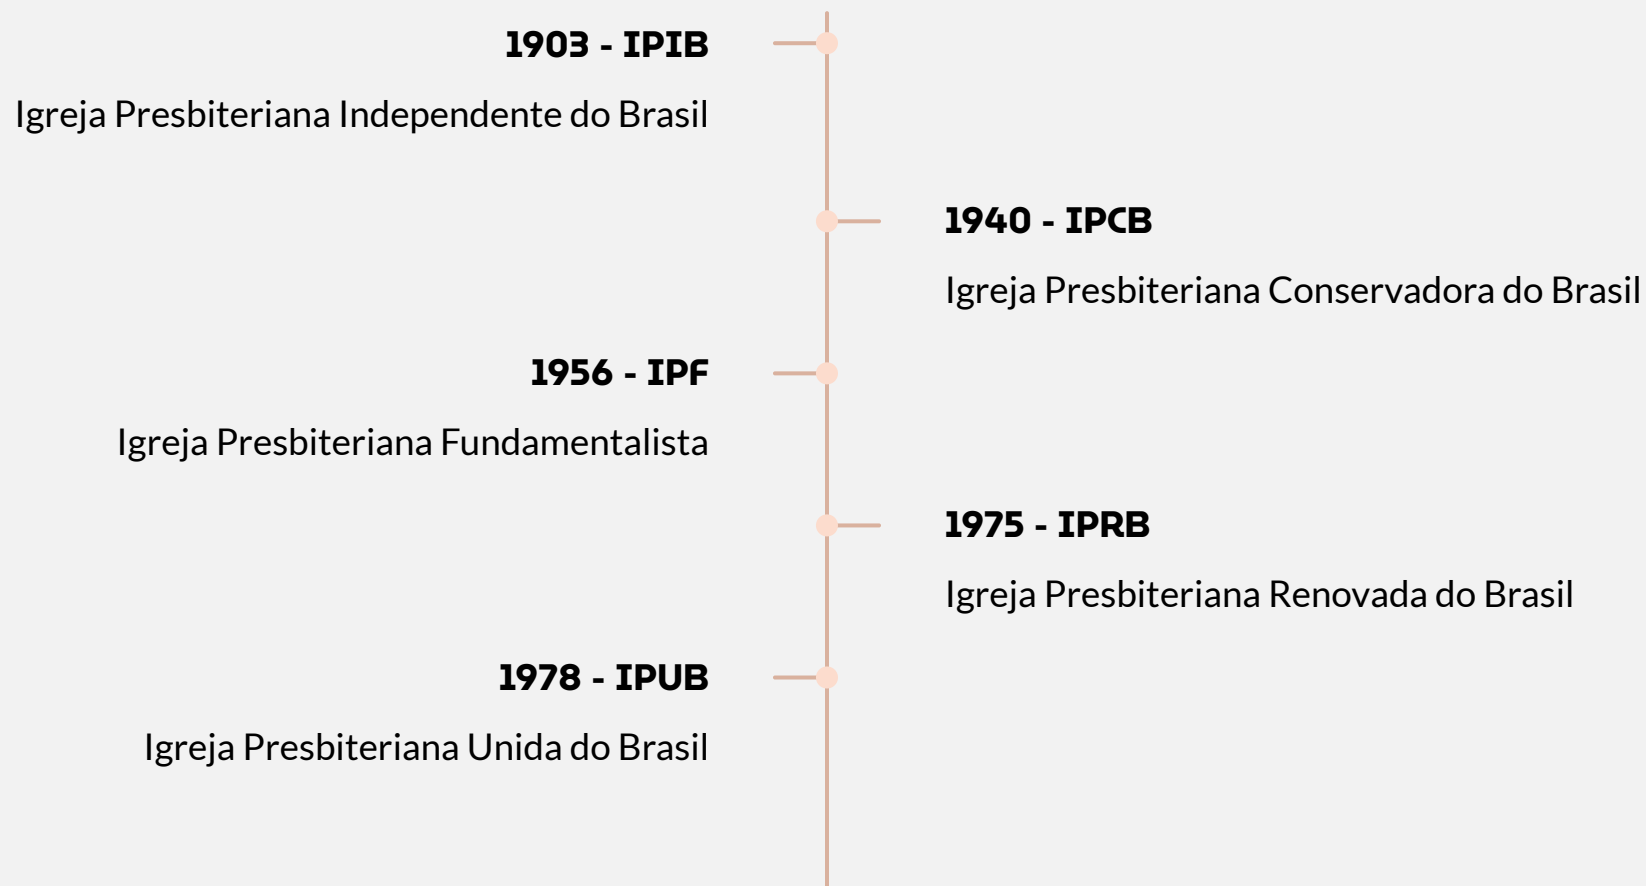 1903 - IPIB
Igreja Presbiteriana Independente do Brasil
1940 - IPCB
Igreja Presbiteriana Conservadora do Brasil
1956 - IPF
Igreja Presbiteriana Fundamentalista
1975 - IPRB
Igreja Presbiteriana Renovada do Brasil
1978 - IPUB
Igreja Presbiteriana Unida do Brasil